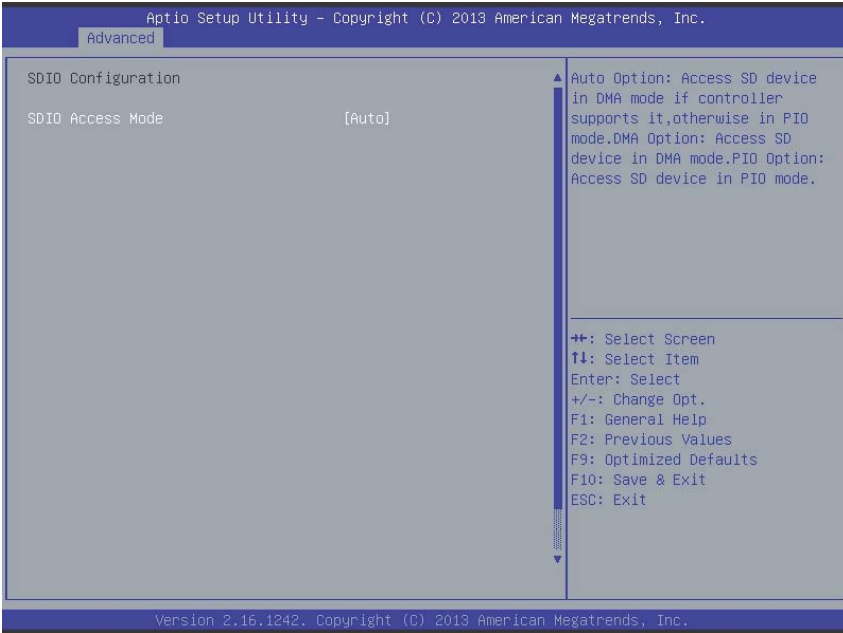 Aptio Setup Utility – Copyright (C) 2013 American Megatrends, Inc.
Advanced
SDIO Configuration
SDIO Access Mode [Auto]
Auto Option: Access SD device
in DMA mode if controller
supports it,otherwise in PIO
mode.DMA Option: Access SD
device in DMA mode.PIO Option:
Access SD device in PIO mode.
→←: Select Screen
↑↓: Select Item
Enter: Select
+/-: Change Opt.
F1: General Help
F2: Previous Values
F9: Optimized Defaults
F10: Save & Exit
ESC: Exit
Version 2.16.1242. Copyright (C) 2013 American Megatrends, Inc.